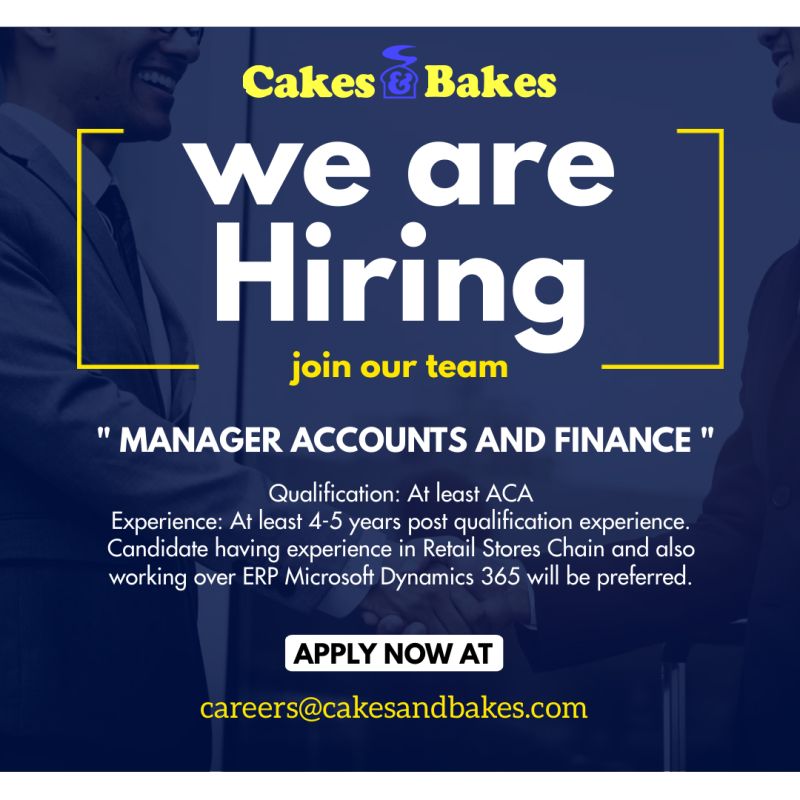 Cakes & Bakes
we are
Hiring
join our team
" MANAGER ACCOUNTS AND FINANCE "
Qualification: At least ACA
Experience: At least 4-5 years post qualification experience.
Candidate having experience in Retail Stores Chain and also
working over ERP Microsoft Dynamics 365 will be preferred.
APPLY NOW AT
careers@cakesandbakes.com